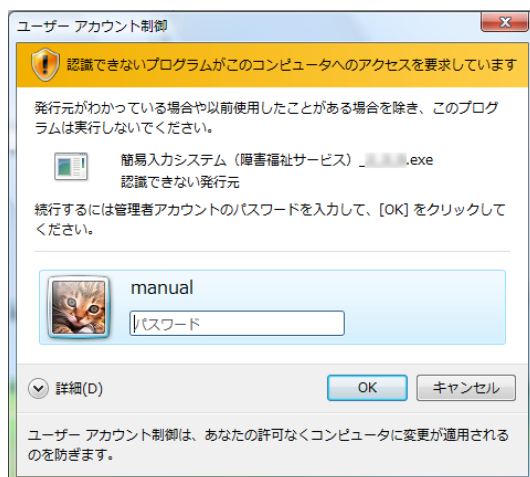 ユーザー アカウント制御
認識できないプログラムがこのコンピュータへのアクセスを要求しています
発行元がわかっている場合や以前使用したことがある場合を除き、このプログ
ラムは実行しないでください。
簡易入力システム（障害福祉サービス）_ .exe
認識できない発行元
続行するには管理者アカウントのパスワードを入力して、[OK] をクリックして
ください。
manual
パスワード
詳細(D)
OK
キャンセル
ユーザー アカウント制御は、あなたの許可なくコンピュータに変更が適用される
のを防ぎます。